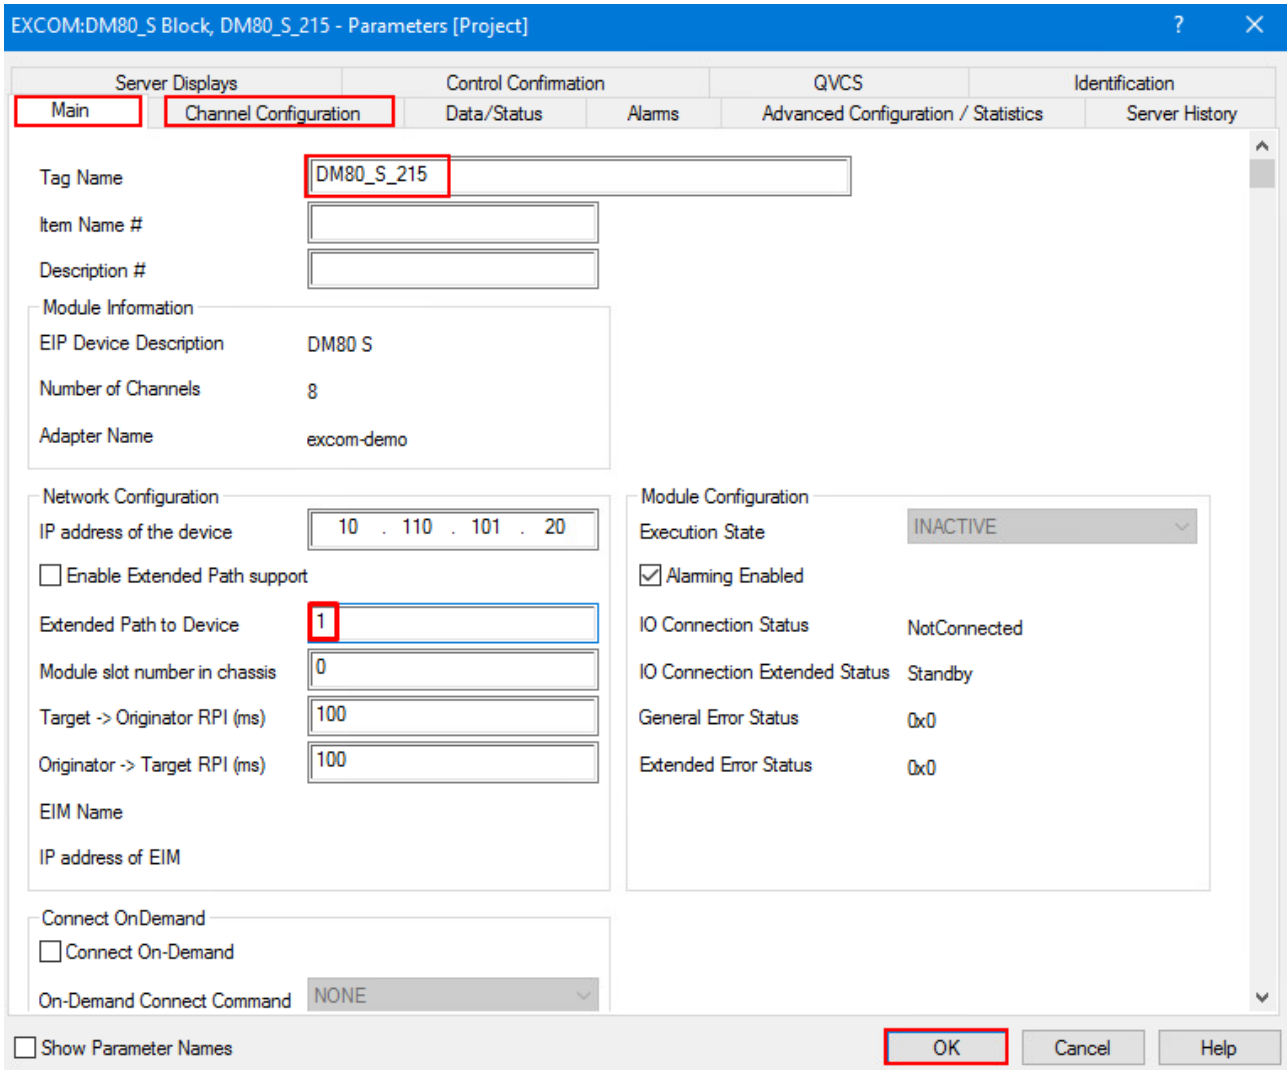 EXCOM:DM80_S Block, DM80_S_215 - Parameters [Project] ?
Server Displays Control Confirmation QVCS Identification
Main Channel Configuration Data/Status Alarms Advanced Configuration / Statistics Server History
Tag Name DM80_S_215
Item Name #
Description #
Module Information
EIP Device Description DM80 S
Number of Channels 8
Adapter Name excom-demo
Network Configuration Module Configuration
IP address of the device 10 . 110 . 101 . 20 Execution State INACTIVE
Enable Extended Path support Alarming Enabled
Extended Path to Device 1 IO Connection Status NotConnected
Module slot number in chassis 0 IO Connection Extended Status Standby
Target -> Originator RPI (ms) 100 General Error Status 0x0
Originator -> Target RPI (ms) 100 Extended Error Status 0x0
EIM Name
IP address of EIM
Connect OnDemand
Connect On-Demand
On-Demand Connect Command NONE
Show Parameter Names OK Cancel Help